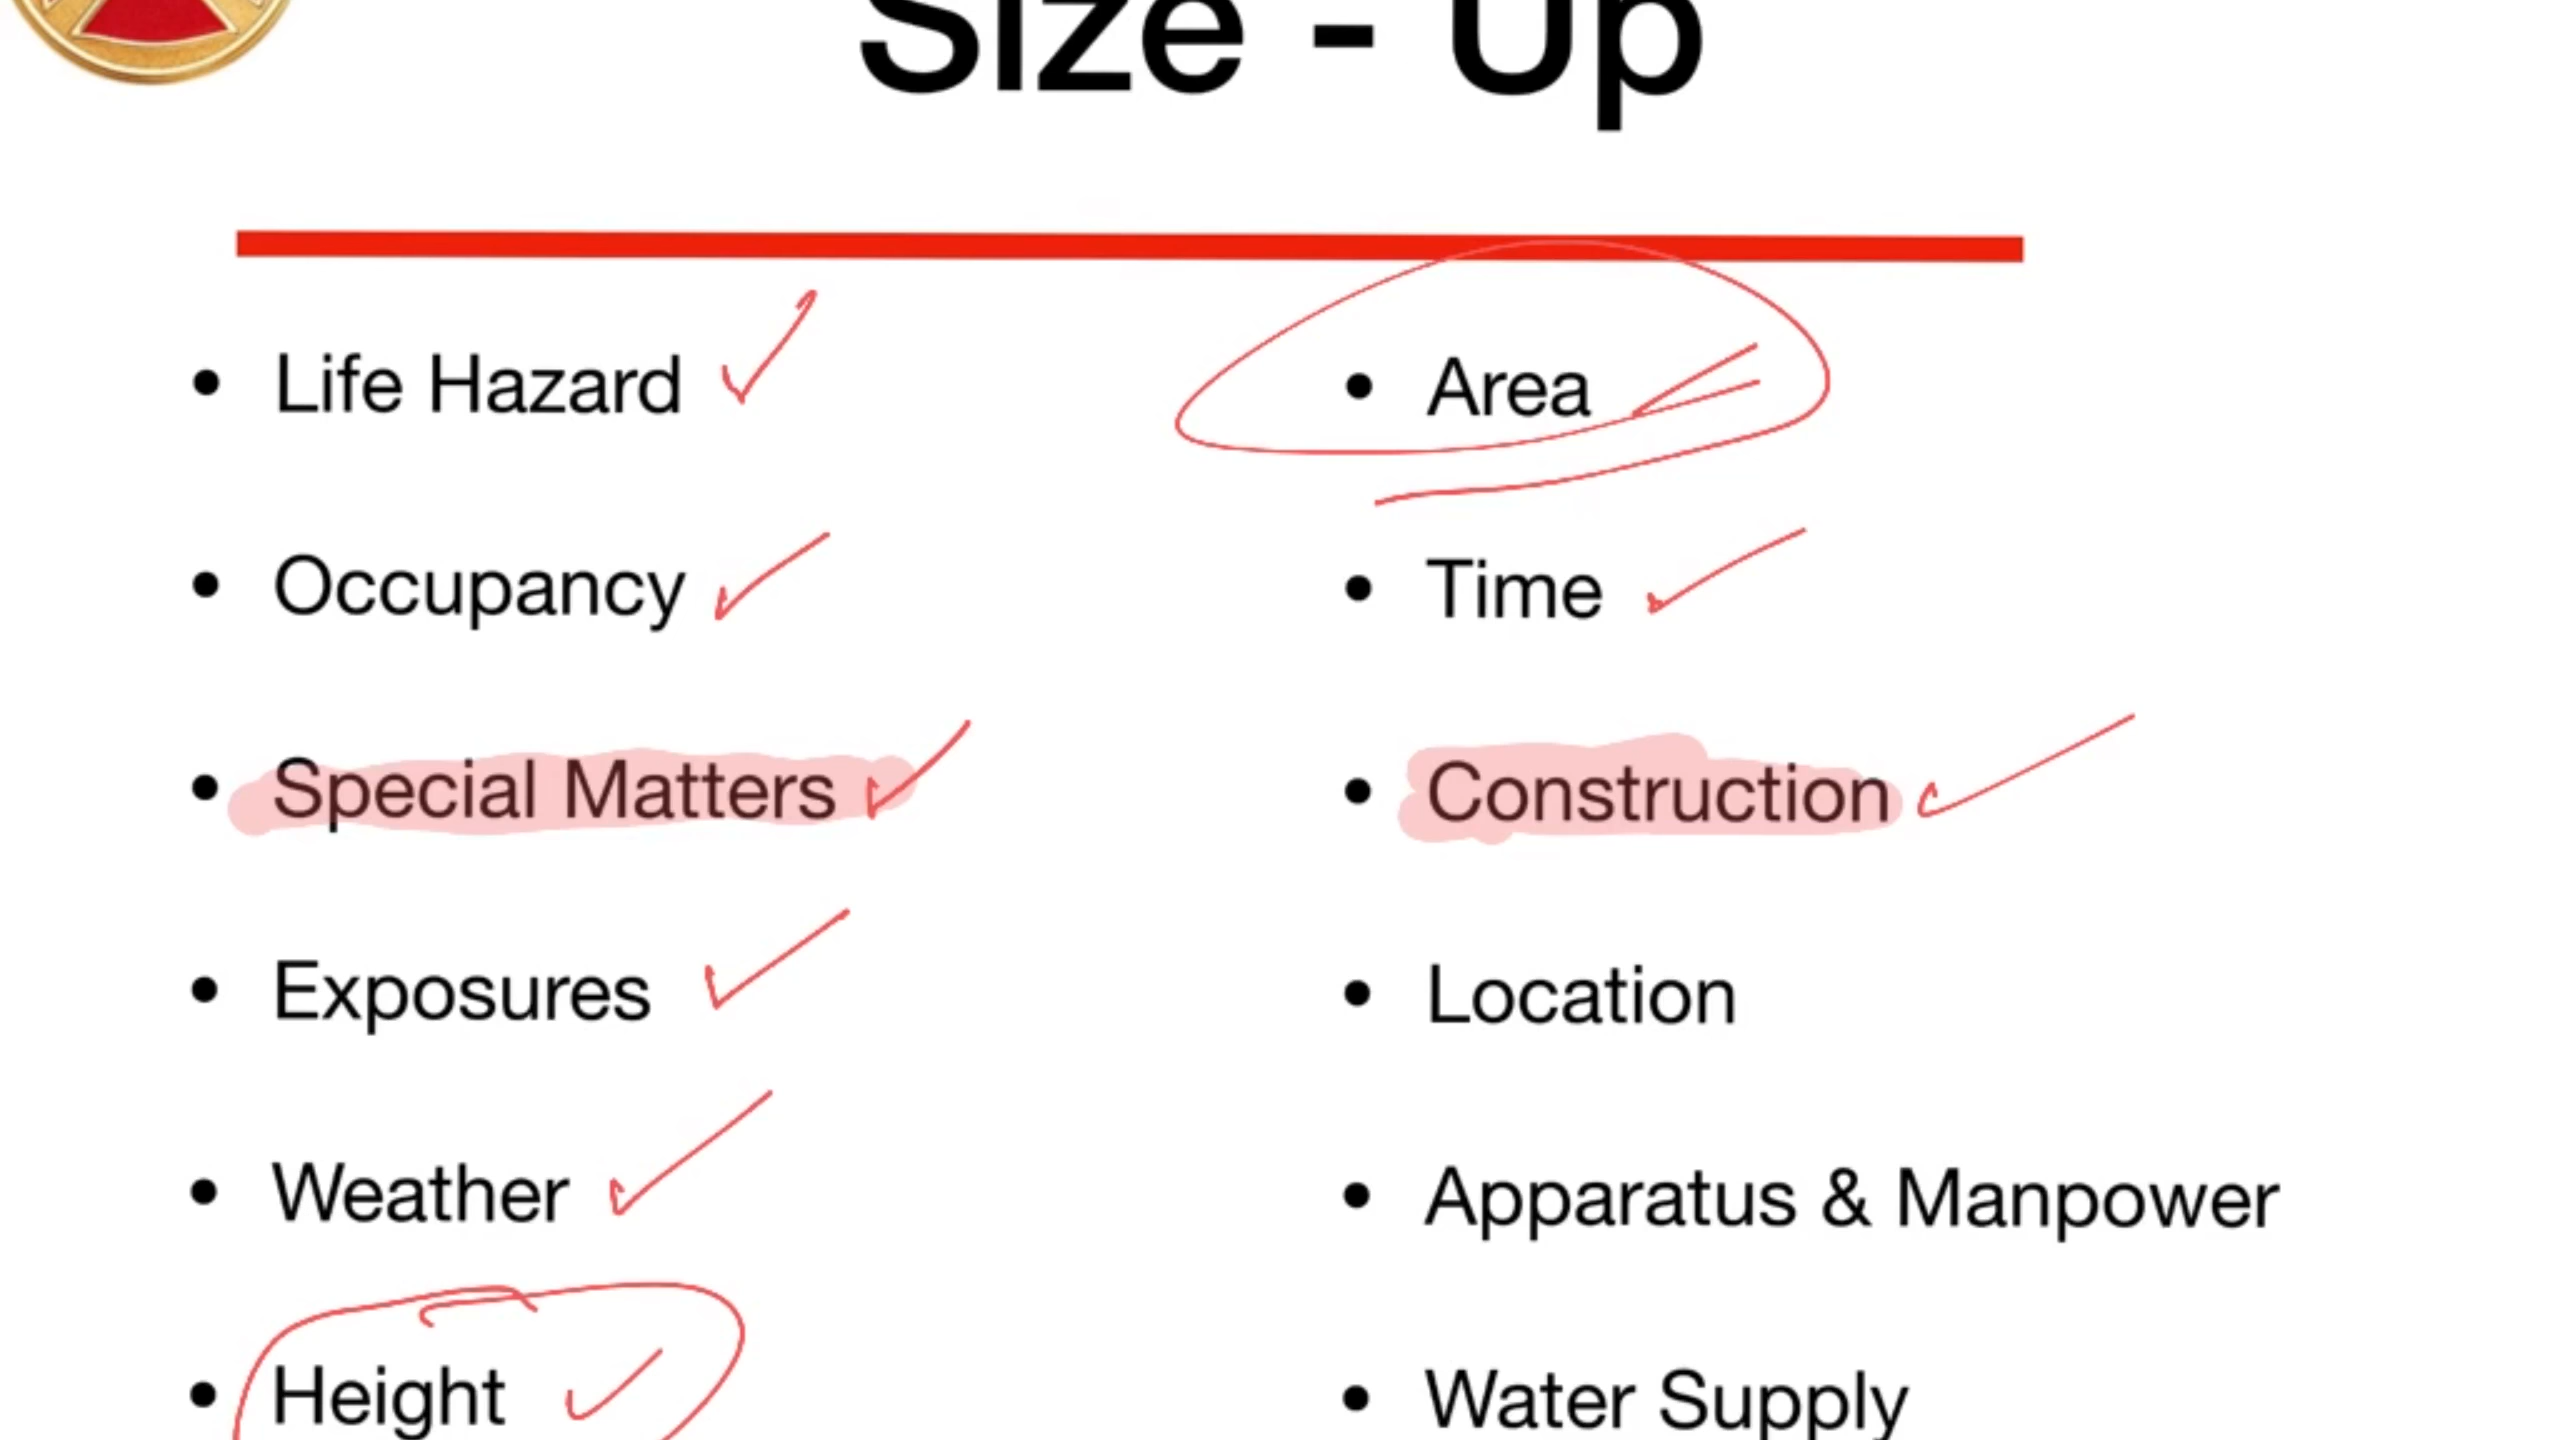 Size - Up
Life Hazard
Occupancy
Special Matters
Exposures
Weather
Height
Area
Time
Construction
Location
Apparatus & Manpower
Water Supply